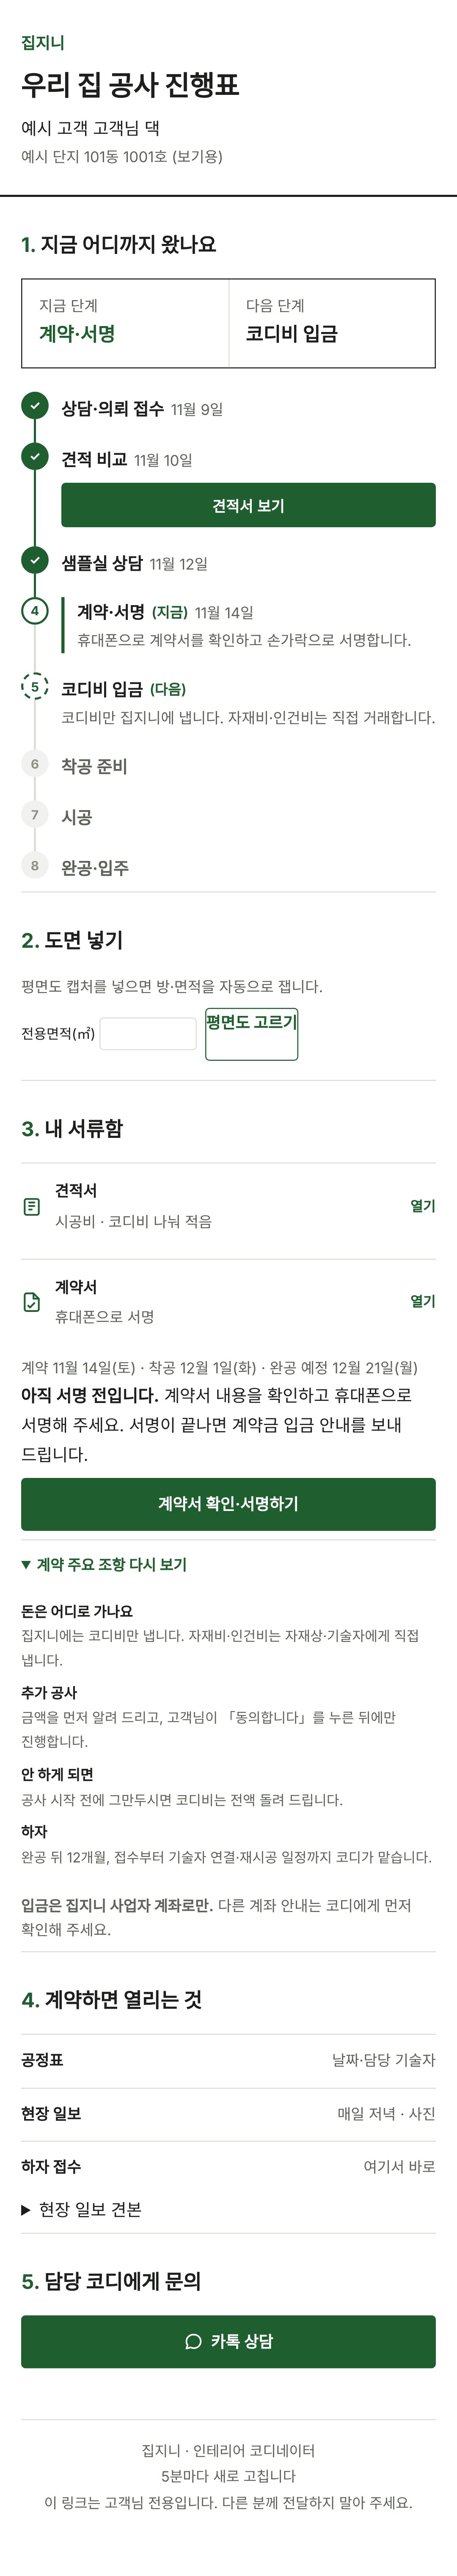 집지니
우리 집 공사 진행표
예시 고객 고객님 댁
예시 단지 101동 1001호 (보기용)
1. 지금 어디까지 왔나요
지금 단계
계약·서명
다음 단계
코디비 입금
상담·의뢰 접수 11월 9일
견적 비교 11월 10일
견적서 보기
샘플실 상담 11월 12일
4 계약·서명 (지금) 11월 14일
휴대폰으로 계약서를 확인하고 손가락으로 서명합니다.
5 코디비 입금 (다음)
코디비만 집지니에 냅니다. 자재비·인건비는 직접 거래합니다.
6 착공 준비
7 시공
8 완공·입주
2. 도면 넣기
평면도 캡처를 넣으면 방·면적을 자동으로 잽니다.
전용면적(㎡) 평면도 고르기
3. 내 서류함
견적서
시공비 · 코디비 나눠 적음
열기
계약서
휴대폰으로 서명
열기
계약 11월 14일(토) · 착공 12월 1일(화) · 완공 예정 12월 21일(월)
아직 서명 전입니다. 계약서 내용을 확인하고 휴대폰으로
서명해 주세요. 서명이 끝나면 계약금 입금 안내를 보내
드립니다.
계약서 확인·서명하기
▼ 계약 주요 조항 다시 보기
돈은 어디로 가나요
집지니에는 코디비만 냅니다. 자재비·인건비는 자재상·기술자에게 직접
냅니다.
추가 공사
금액을 먼저 알려 드리고, 고객님이 「동의합니다」를 누른 뒤에만
진행합니다.
안 하게 되면
공사 시작 전에 그만두시면 코디비는 전액 돌려 드립니다.
하자
완공 뒤 12개월, 접수부터 기술자 연결·재시공 일정까지 코디가 맡습니다.
입금은 집지니 사업자 계좌로만. 다른 계좌 안내는 코디에게 먼저
확인해 주세요.
4. 계약하면 열리는 것
공정표 날짜·담당 기술자
현장 일보 매일 저녁 · 사진
하자 접수 여기서 바로
▶ 현장 일보 견본
5. 담당 코디에게 문의
카톡 상담
집지니 · 인테리어 코디네이터
5분마다 새로 고칩니다
이 링크는 고객님 전용입니다. 다른 분께 전달하지 말아 주세요.